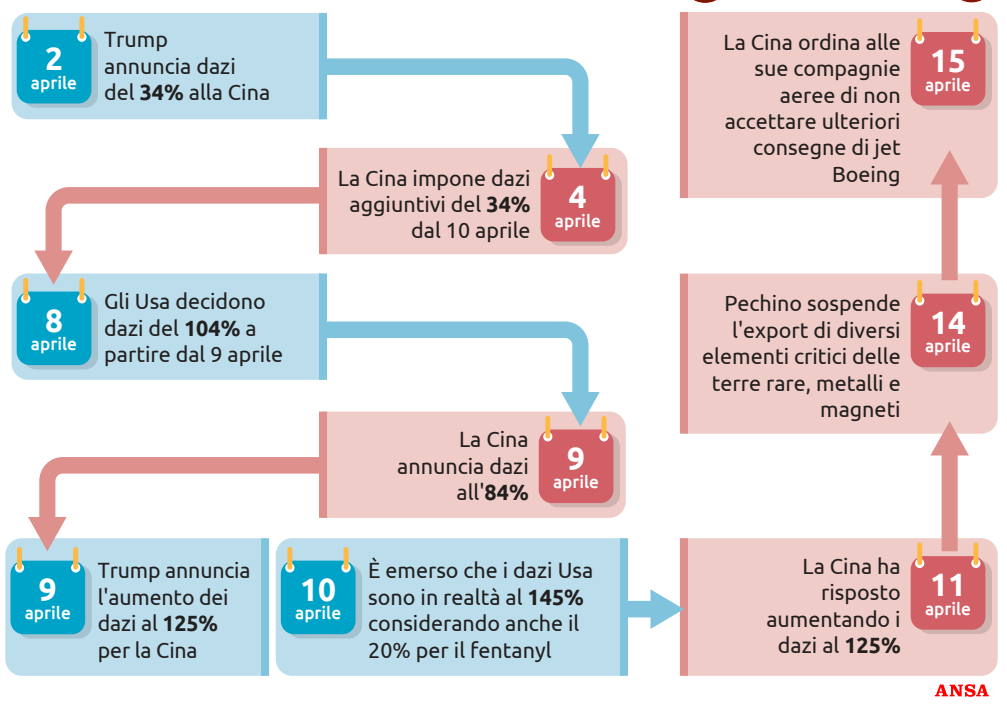 2
aprile
Trump
annuncia dazi
del 34% alla Cina
4
aprile
La Cina impone dazi
aggiuntivi del 34%
dal 10 aprile
8
aprile
Gli Usa decidono
dazi del 104% a
partire dal 9 aprile
9
aprile
La Cina
annuncia dazi
all'84%
9
aprile
Trump annuncia
l'aumento dei
dazi al 125%
per la Cina
10
aprile
È emerso che i dazi Usa
sono in realtà al 145%
considerando anche il
20% per il fentanyl
11
aprile
La Cina ha
risposto
aumentando i
dazi al 125%
14
aprile
Pechino sospende
l'export di diversi
elementi critici delle
terre rare, metalli e
magneti
15
aprile
La Cina ordina alle
sue compagnie
aeree di non
accettare ulteriori
consegne di jet
Boeing
ANSA